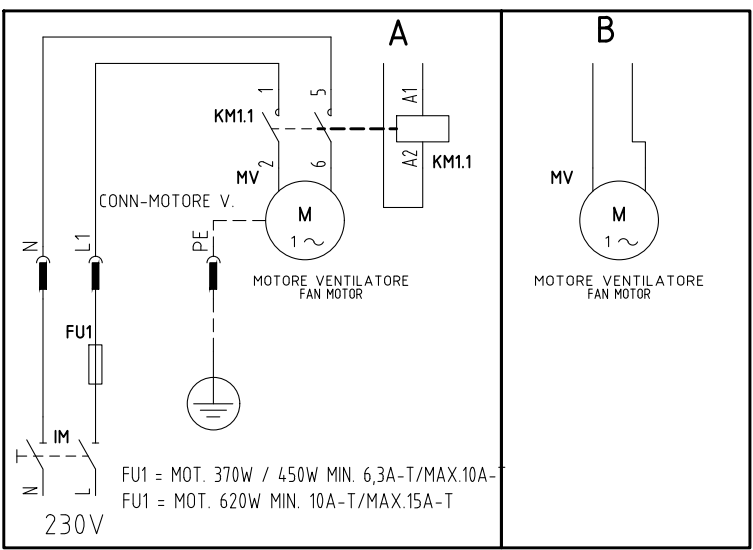 A
B
1
5
A1
KM1.1
2
6
A2
KM1.1
MV
MV
CONN-MOTORE V.
M
1 ~
M
1 ~
N
L1
PE
MOTORE VENTILATORE
FAN MOTOR
MOTORE VENTILATORE
FAN MOTOR
FU1
IM
FU1 = MOT. 370W / 450W MIN. 6,3A-T/MAX.10A-T
N
L
FU1 = MOT. 620W MIN. 10A-T/MAX.15A-T
230V